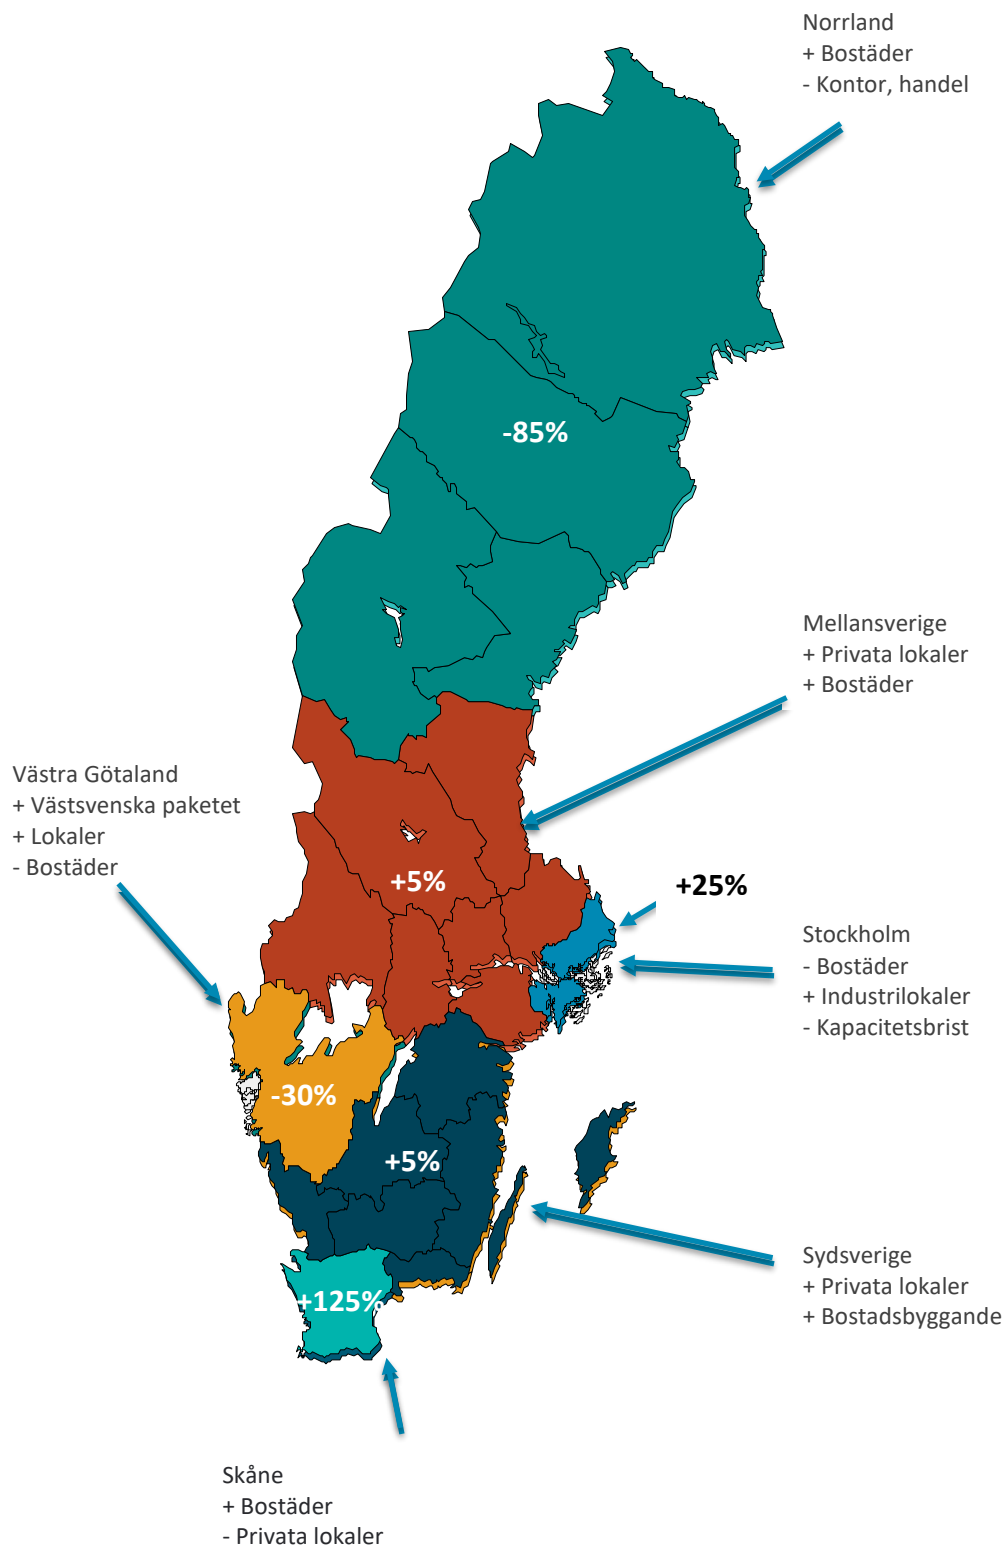 Norrland
+ Bostäder
- Kontor, handel
-85%
Mellansverige
+ Privata lokaler
+ Bostäder
Västra Götaland
+ Västsvenska paketet
+ Lokaler
- Bostäder
+5%
+25%
Stockholm
- Bostäder
+ Industrilokaler
- Kapacitetsbrist
-30%
+5%
Sydsverige
+ Privata lokaler
+ Bostadsbyggande
+125%
Skåne
+ Bostäder
- Privata lokaler